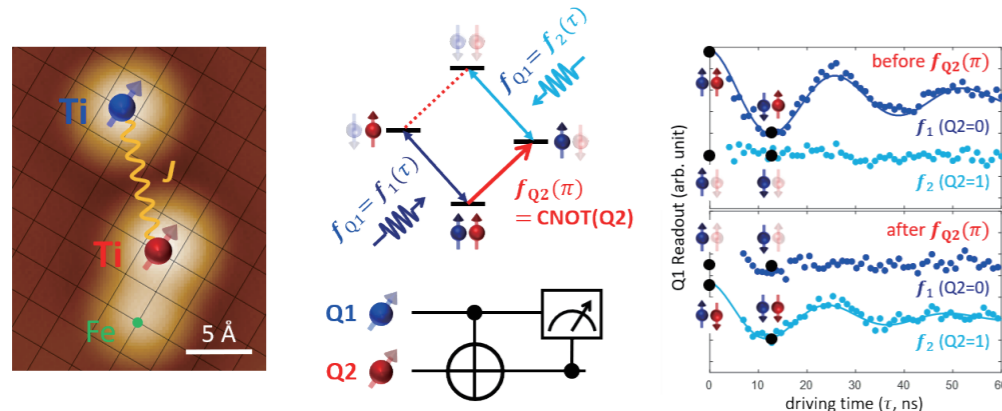 Ti
J
Ti
Fe
5 Å
f_Q1 = f_2(τ)
f_Q1 = f_1(τ)
f_Q2(π)
= CNOT(Q2)
Q1
Q2
Q1 Readout (arb. unit)
before f_Q2(π)
f_1 (Q2=0)
f_2 (Q2=1)
after f_Q2(π)
f_1 (Q2=0)
f_2 (Q2=1)
0 10 20 30 40 50 60
driving time (τ, ns)